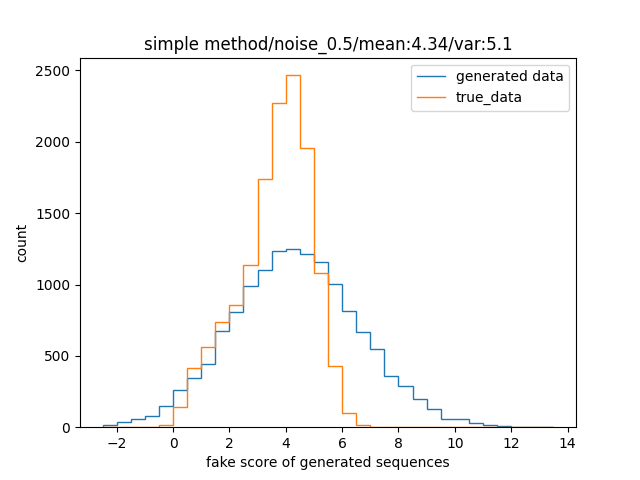 simple method/noise_0.5/mean:4.34/var:5.1
generated data
true_data
2500
2000
1500
1000
500
0
count
−2 0 2 4 6 8 10 12 14
fake score of generated sequences